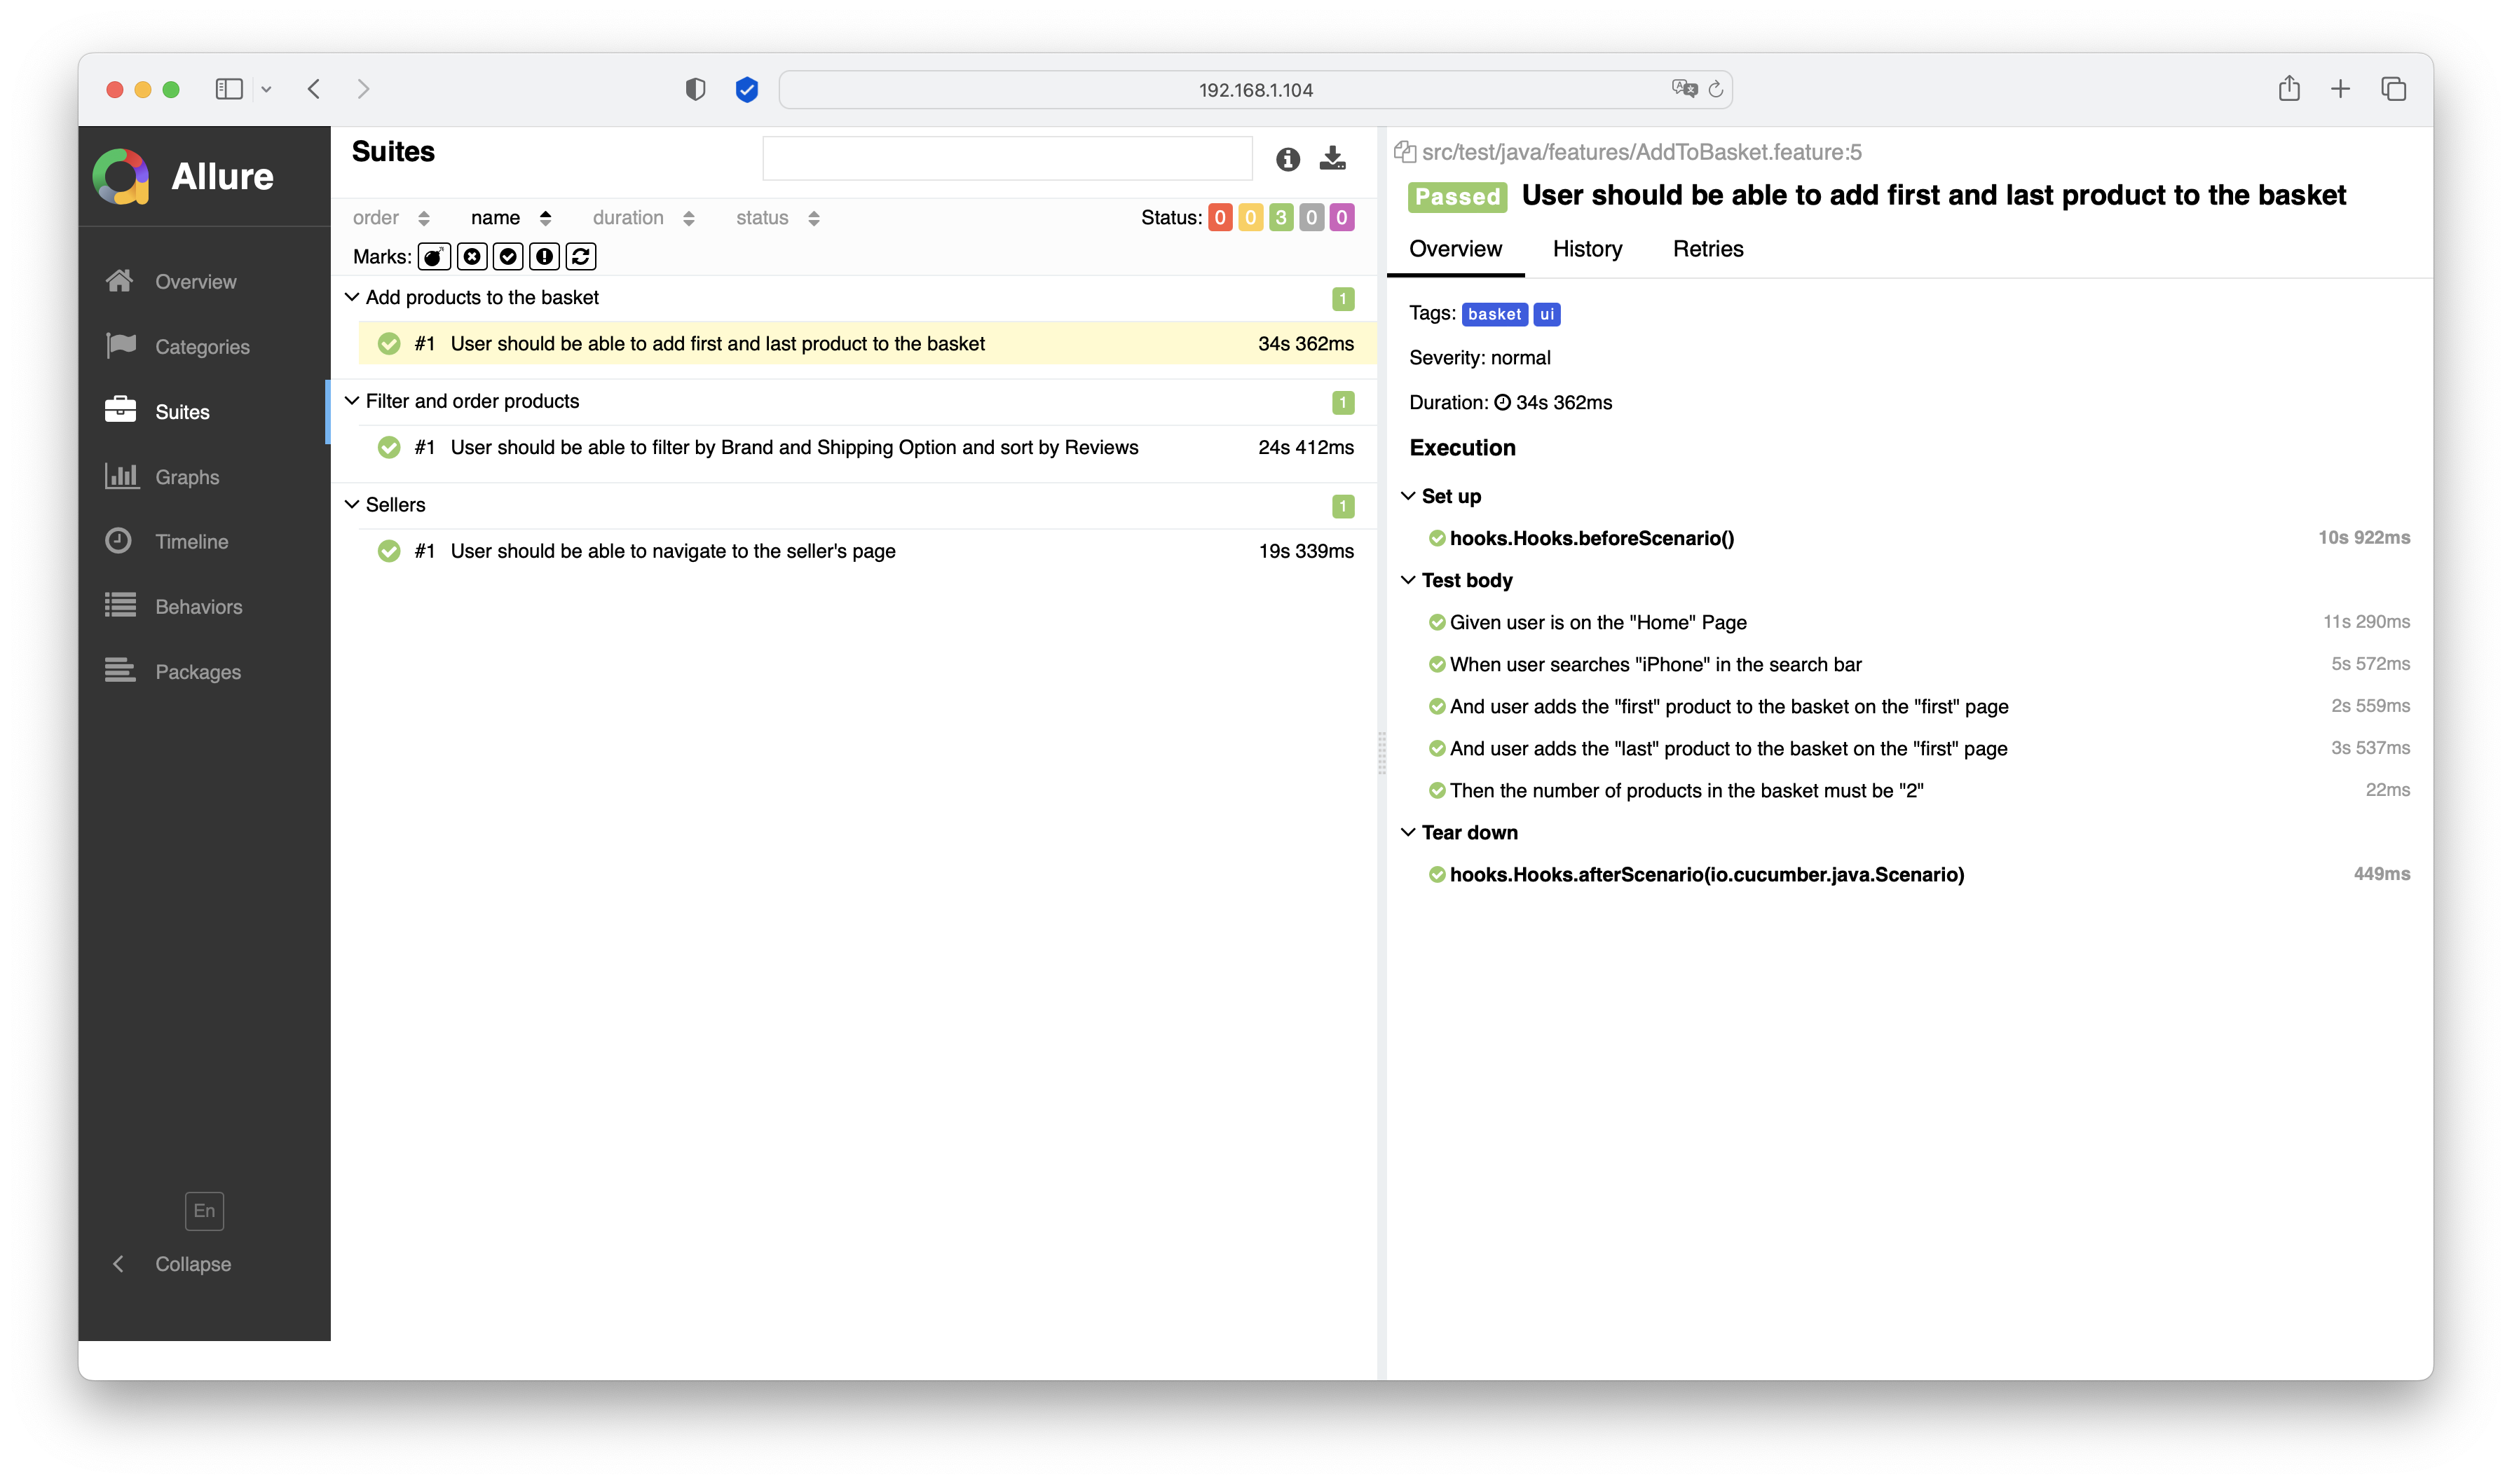 192.168.1.104
Allure
Overview
Categories
Suites
Graphs
Timeline
Behaviors
Packages
En
Collapse
Suites
order name duration status Status: 0 0 3 0 0
Marks:
Add products to the basket 1
#1 User should be able to add first and last product to the basket 34s 362ms
Filter and order products 1
#1 User should be able to filter by Brand and Shipping Option and sort by Reviews 24s 412ms
Sellers 1
#1 User should be able to navigate to the seller's page 19s 339ms
src/test/java/features/AddToBasket.feature:5
Passed User should be able to add first and last product to the basket
Overview History Retries
Tags: basket ui
Severity: normal
Duration: 34s 362ms
Execution
Set up
hooks.Hooks.beforeScenario() 10s 922ms
Test body
Given user is on the "Home" Page 11s 290ms
When user searches "iPhone" in the search bar 5s 572ms
And user adds the "first" product to the basket on the "first" page 2s 559ms
And user adds the "last" product to the basket on the "first" page 3s 537ms
Then the number of products in the basket must be "2" 22ms
Tear down
hooks.Hooks.afterScenario(io.cucumber.java.Scenario) 449ms